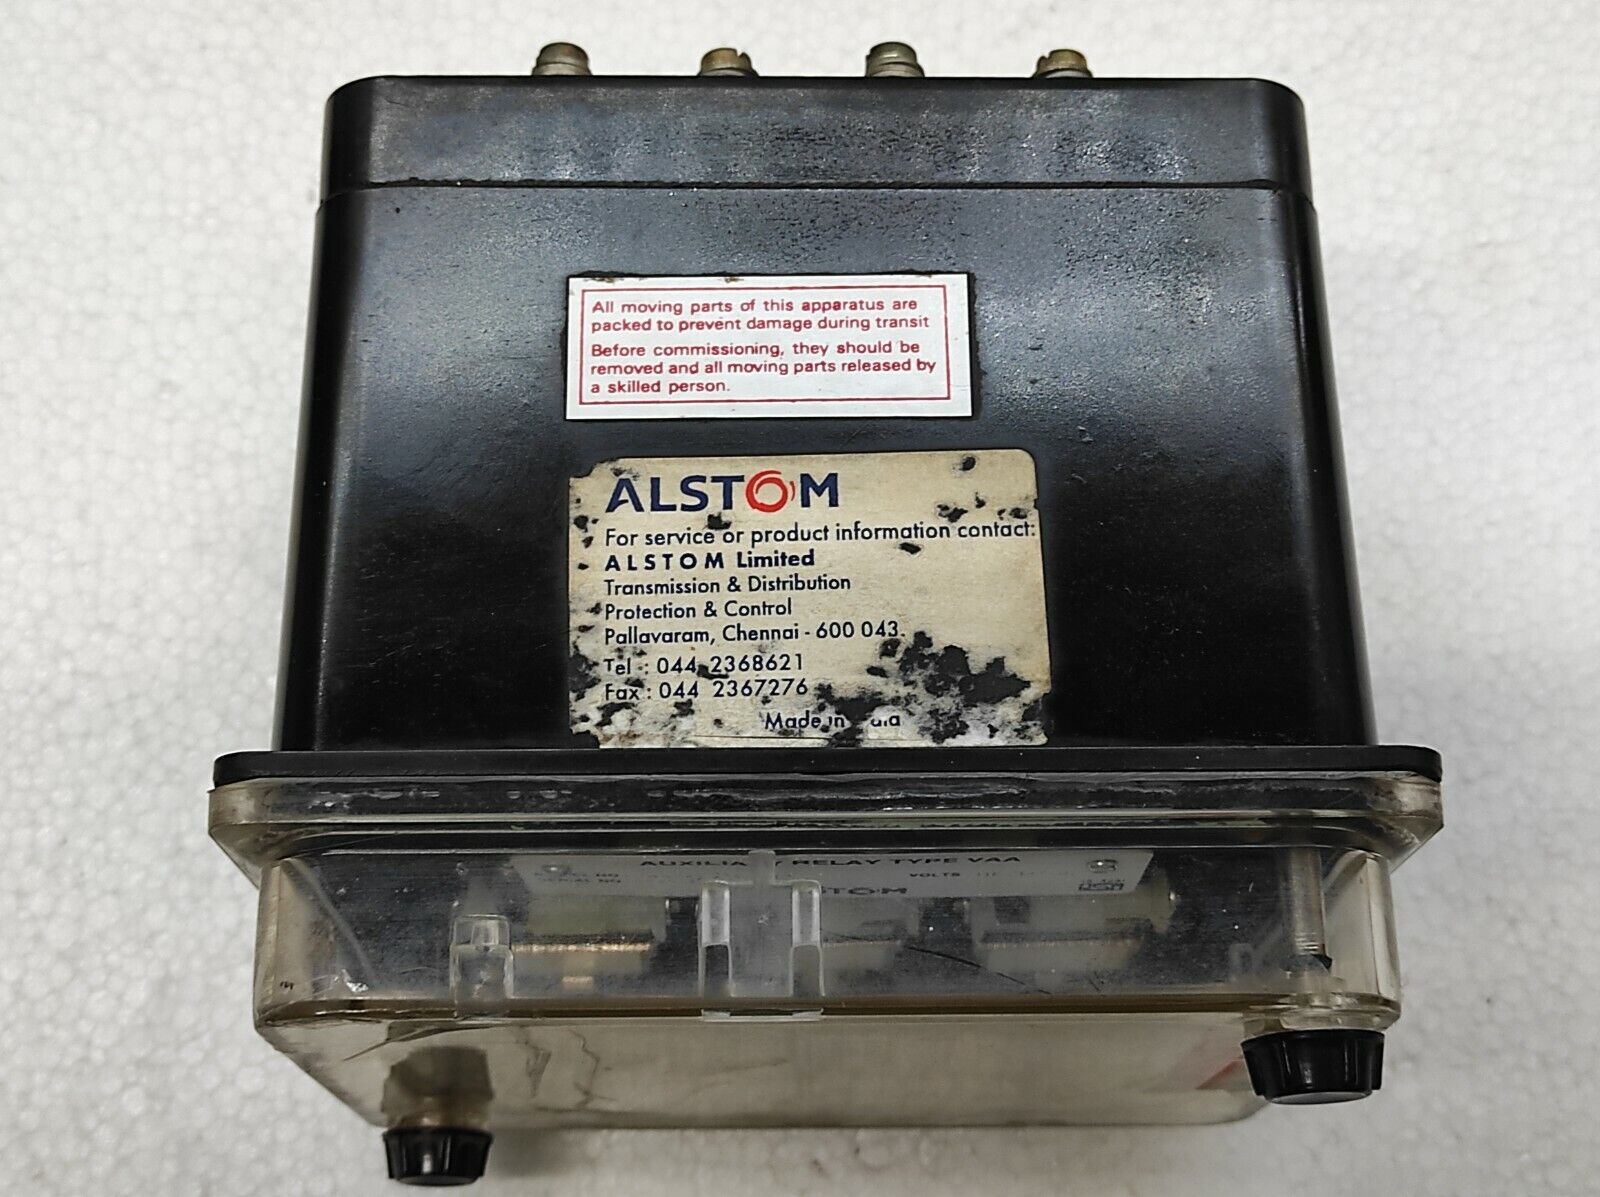 All moving parts of this apparatus are
packed to prevent damage during transit
Before commissioning, they should be
removed and all moving parts released by
a skilled person.
ALSTOM
For service or product information contact:
ALSTOM Limited
Transmission & Distribution
Protection & Control
Pallavaram, Chennai - 600 043.
Tel : 044 2368621
Fax : 044 2367276
Made in
RELAY TYPE VAA
VOLTS